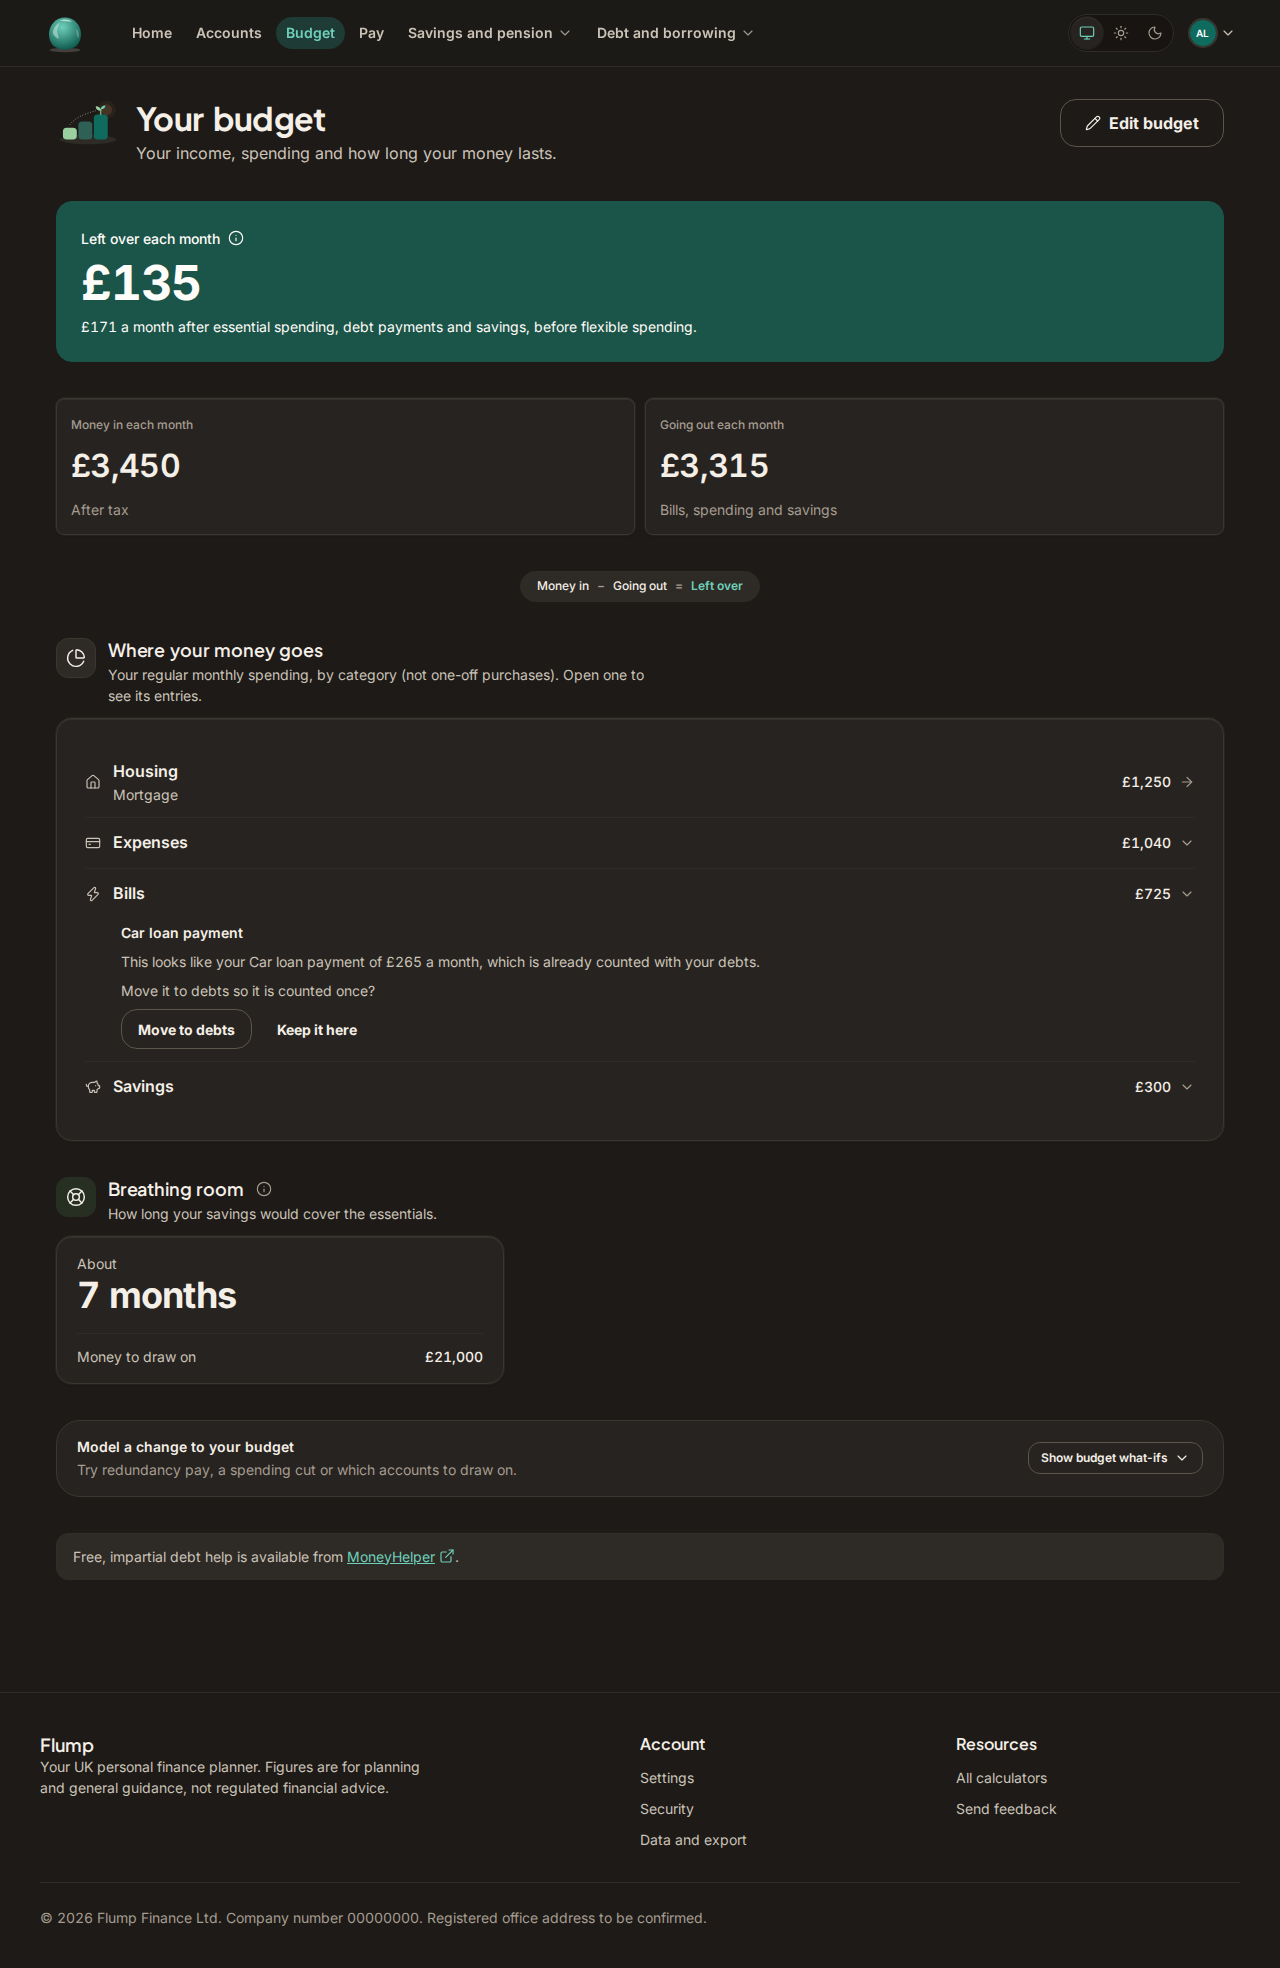 Home
Accounts
Budget
Pay
Savings and pension
Debt and borrowing
AL
Your budget
Your income, spending and how long your money lasts.
Edit budget
Left over each month
£135
£171 a month after essential spending, debt payments and savings, before flexible spending.
Money in each month
£3,450
After tax
Going out each month
£3,315
Bills, spending and savings
Money in − Going out = Left over
Where your money goes
Your regular monthly spending, by category (not one-off purchases). Open one to
see its entries.
Housing
Mortgage
£1,250
Expenses
£1,040
Bills
£725
Car loan payment
This looks like your Car loan payment of £265 a month, which is already counted with your debts.
Move it to debts so it is counted once?
Move to debts
Keep it here
Savings
£300
Breathing room
How long your savings would cover the essentials.
About
7 months
Money to draw on
£21,000
Model a change to your budget
Try redundancy pay, a spending cut or which accounts to draw on.
Show budget what-ifs
Free, impartial debt help is available from MoneyHelper.
Flump
Your UK personal finance planner. Figures are for planning
and general guidance, not regulated financial advice.
Account
Settings
Security
Data and export
Resources
All calculators
Send feedback
© 2026 Flump Finance Ltd. Company number 00000000. Registered office address to be confirmed.